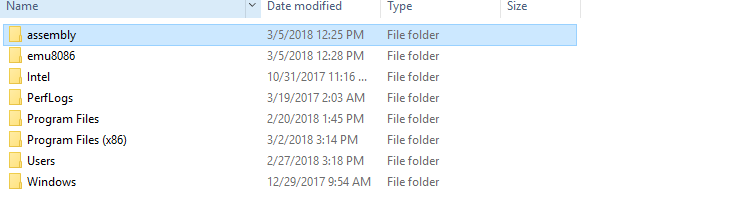 Name Date modified Type Size
assembly 3/5/2018 12:25 PM File folder
emu8086 3/5/2018 12:28 PM File folder
Intel 10/31/2017 11:16 ... File folder
PerfLogs 3/19/2017 2:03 AM File folder
Program Files 2/20/2018 1:45 PM File folder
Program Files (x86) 3/2/2018 3:14 PM File folder
Users 2/27/2018 3:18 PM File folder
Windows 12/29/2017 9:54 AM File folder